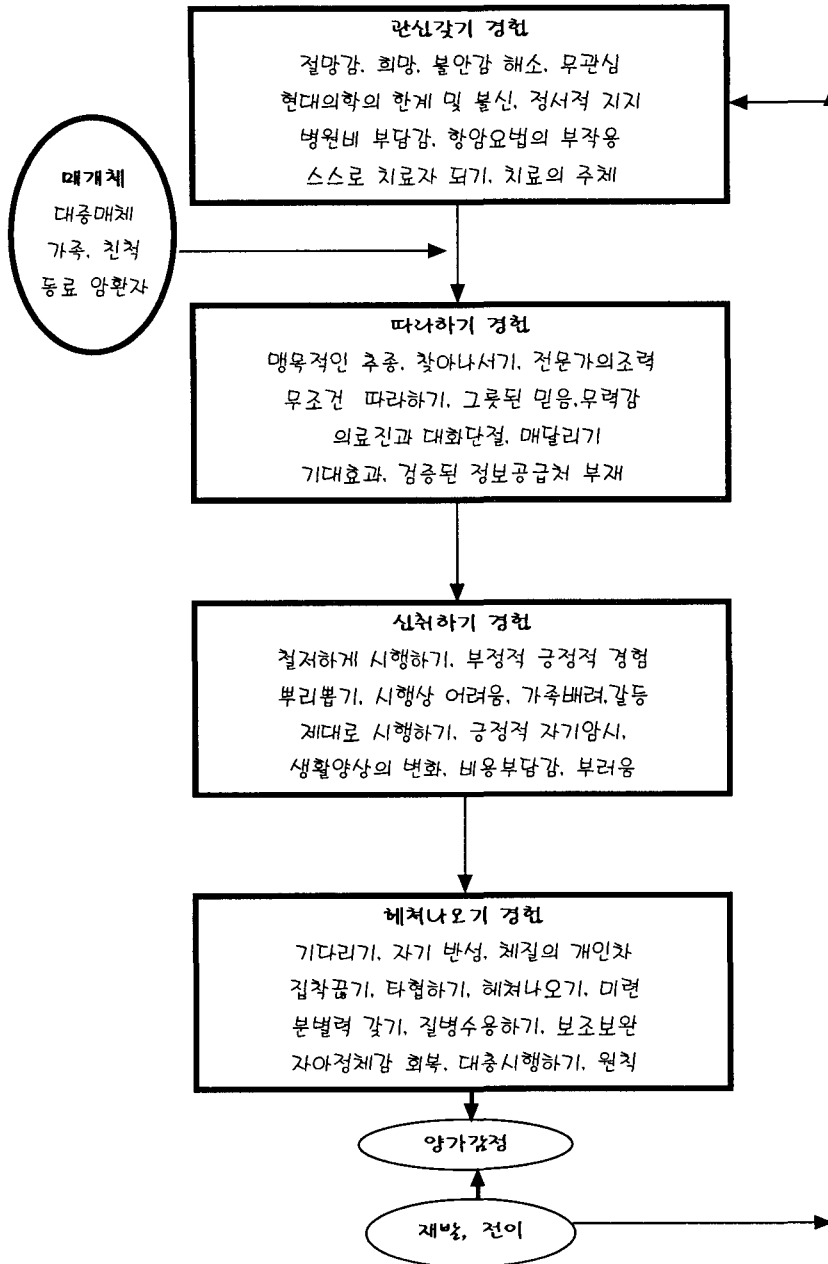 관심갖기 경험
절망감, 희망, 불안감 해소, 무관심
현대의학의 한계 및 불신, 정서적 지지
병원비 부담감, 항암요법의 부작용
스스로 치료자 되기, 치료의 주체
매개체
대중매체
가족, 친척
동료 암환자
따라하기 경험
맹목적인 추종, 찾아나서기, 전문가의조력
무조건 따라하기, 그릇된 믿음,무력감
의료진과 대화단절, 매달리기
기대효과, 검증된 정보공급처 부재
심취하기 경험
철저하게 시행하기, 부정적 긍정적 경험
뿌리뽑기, 시행상 어려움, 가족배려,갈등
제대로 시행하기, 긍정적 자기암시,
생활양상의 변화, 비용부담감, 부러움
헤쳐나오기 경험
기다리기, 자기 반성, 체질의 개인차
집착끊기, 타협하기, 헤쳐나오기, 미련
분별력 갖기, 질병수용하기, 보조보완
자아정체감 회복, 대충시행하기, 원칙
양가감정
재발, 전이